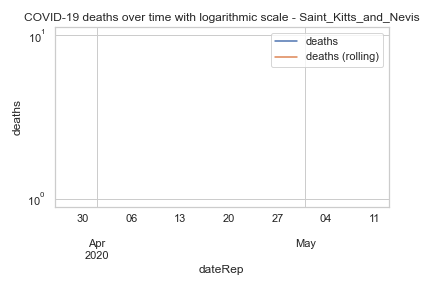 COVID-19 deaths over time with logarithmic scale - Saint_Kitts_and_Nevis
deaths
deaths (rolling)
10¹
10⁰
deaths
30 06 13 20 27 04 11
Apr May
2020
dateRep